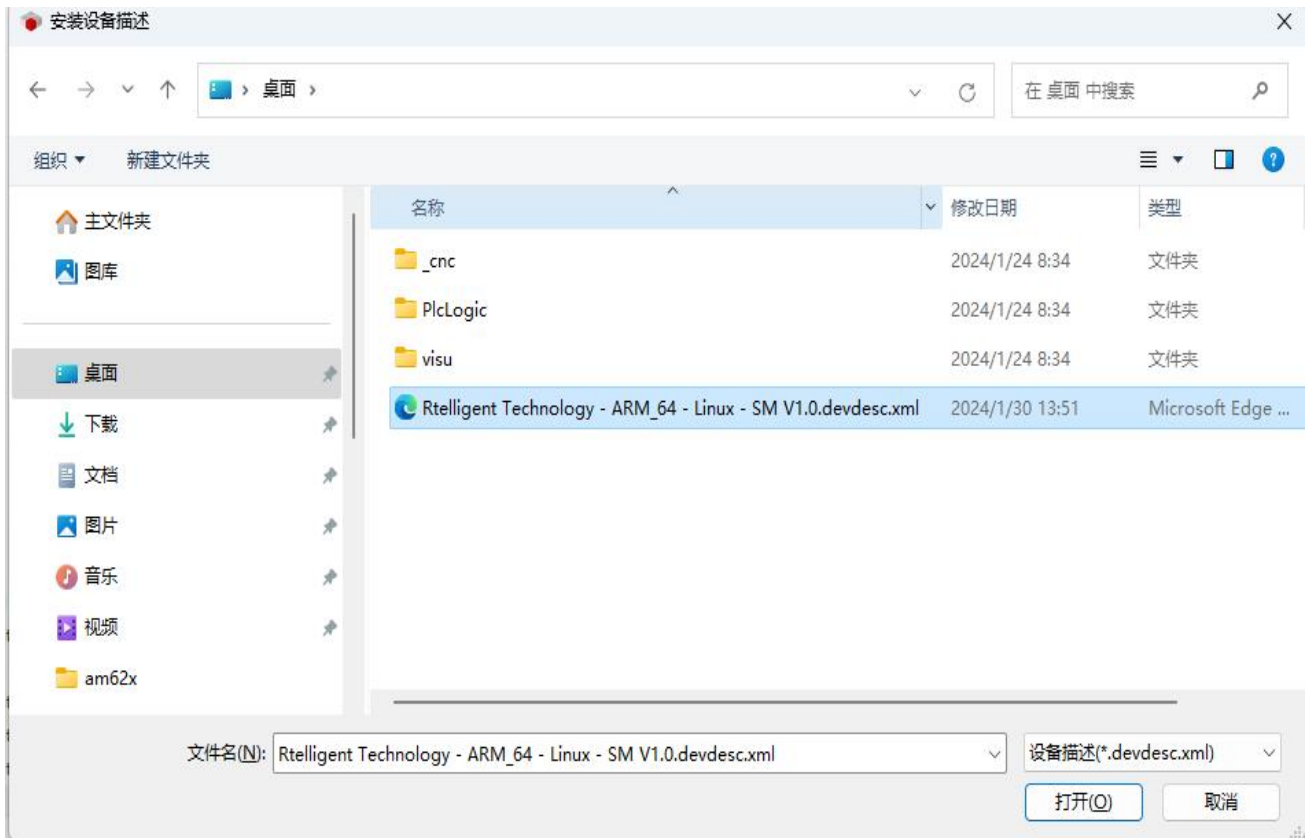 安装设备描述
桌面
在 桌面 中搜索
组织 新建文件夹
主文件夹
图库
桌面
下载
文档
图片
音乐
视频
am62x
名称 修改日期 类型
_cnc 2024/1/24 8:34 文件夹
PlcLogic 2024/1/24 8:34 文件夹
visu 2024/1/24 8:34 文件夹
Rtelligent Technology - ARM_64 - Linux - SM V1.0.devdesc.xml 2024/1/30 13:51 Microsoft Edge ...
文件名(N): Rtelligent Technology - ARM_64 - Linux - SM V1.0.devdesc.xml 设备描述(*.devdesc.xml)
打开(O) 取消